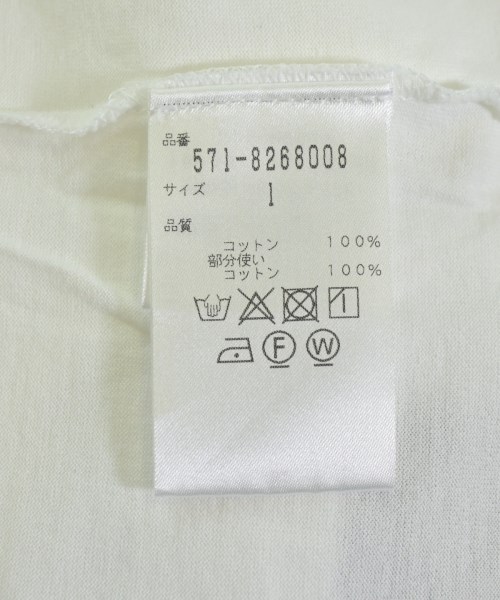 品番
571-8268008
サイズ
1
品質
コットン 100%
部分使い
コットン 100%
F W